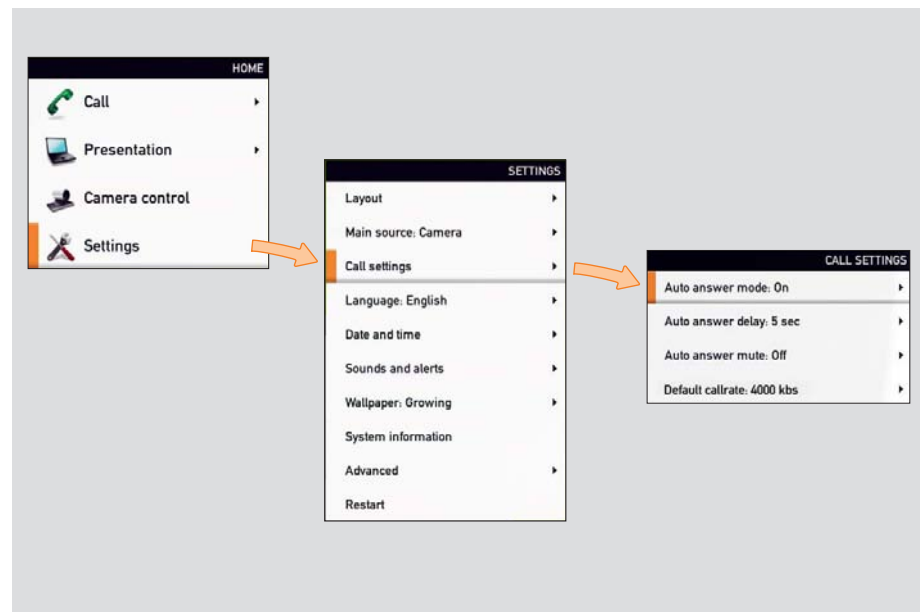 HOME
Call
Presentation
Camera control
Settings
SETTINGS
Layout
Main source: Camera
Call settings
Language: English
Date and time
Sounds and alerts
Wallpaper: Growing
System information
Advanced
Restart
CALL SETTINGS
Auto answer mode: On
Auto answer delay: 5 sec
Auto answer mute: Off
Default callrate: 4000 kbs